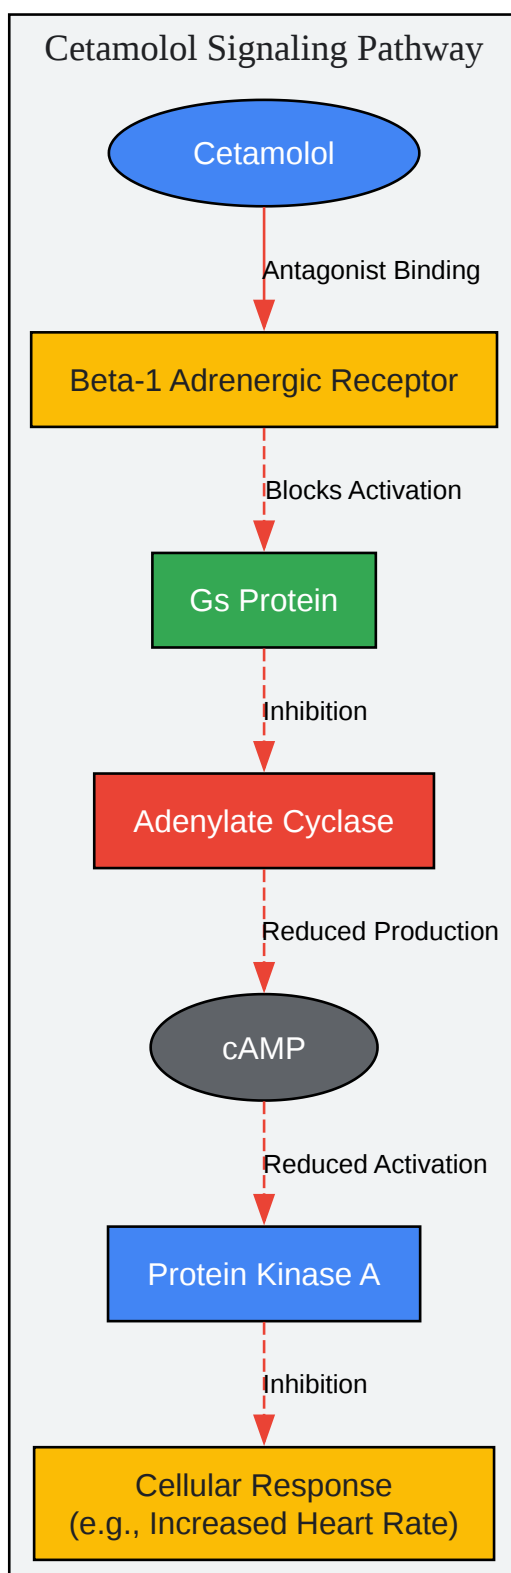 Cetamolol Signaling Pathway
Cetamolol
Antagonist Binding
Beta-1 Adrenergic Receptor
Blocks Activation
Gs Protein
Inhibition
Adenylate Cyclase
Reduced Production
cAMP
Reduced Activation
Protein Kinase A
Inhibition
Cellular Response
(e.g., Increased Heart Rate)